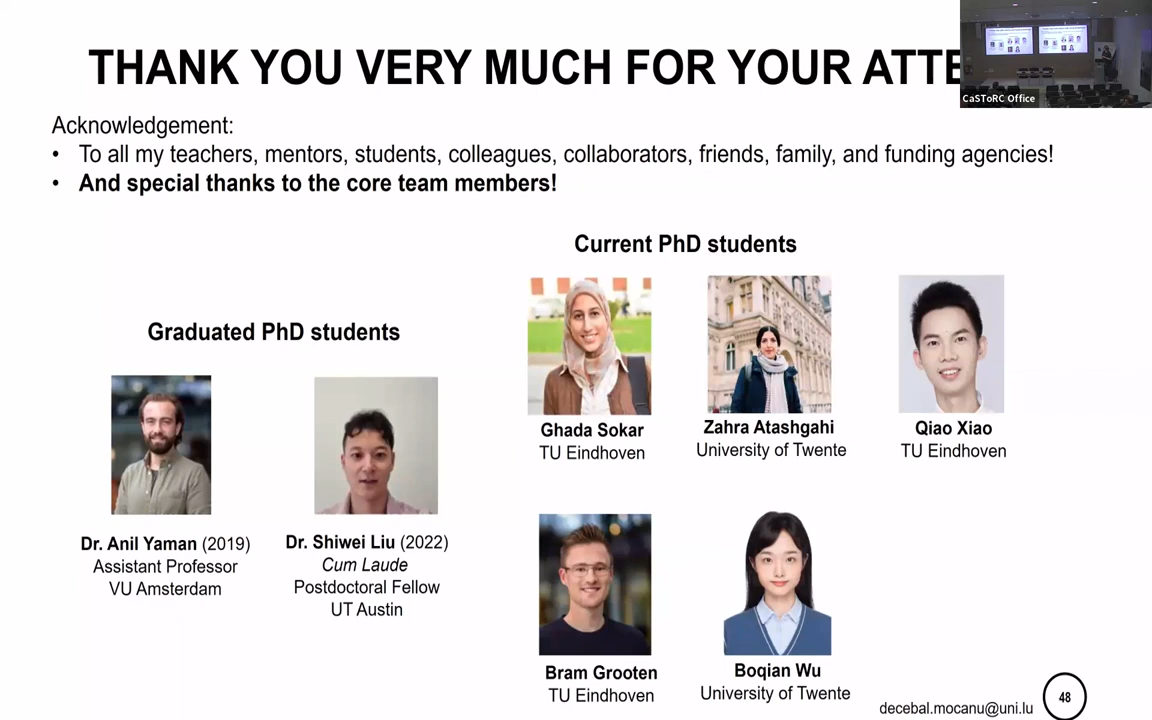 THANK YOU VERY MUCH FOR YOUR ATTE
CaSToRC Office
Acknowledgement:
• To all my teachers, mentors, students, colleagues, collaborators, friends, family, and funding agencies!
• And special thanks to the core team members!
Current PhD students
Graduated PhD students
Ghada Sokar
TU Eindhoven
Zahra Atashgahi
University of Twente
Qiao Xiao
TU Eindhoven
Dr. Anil Yaman (2019)
Assistant Professor
VU Amsterdam
Dr. Shiwei Liu (2022)
Cum Laude
Postdoctoral Fellow
UT Austin
Bram Grooten
TU Eindhoven
Boqian Wu
University of Twente
decebal.mocanu@uni.lu
48